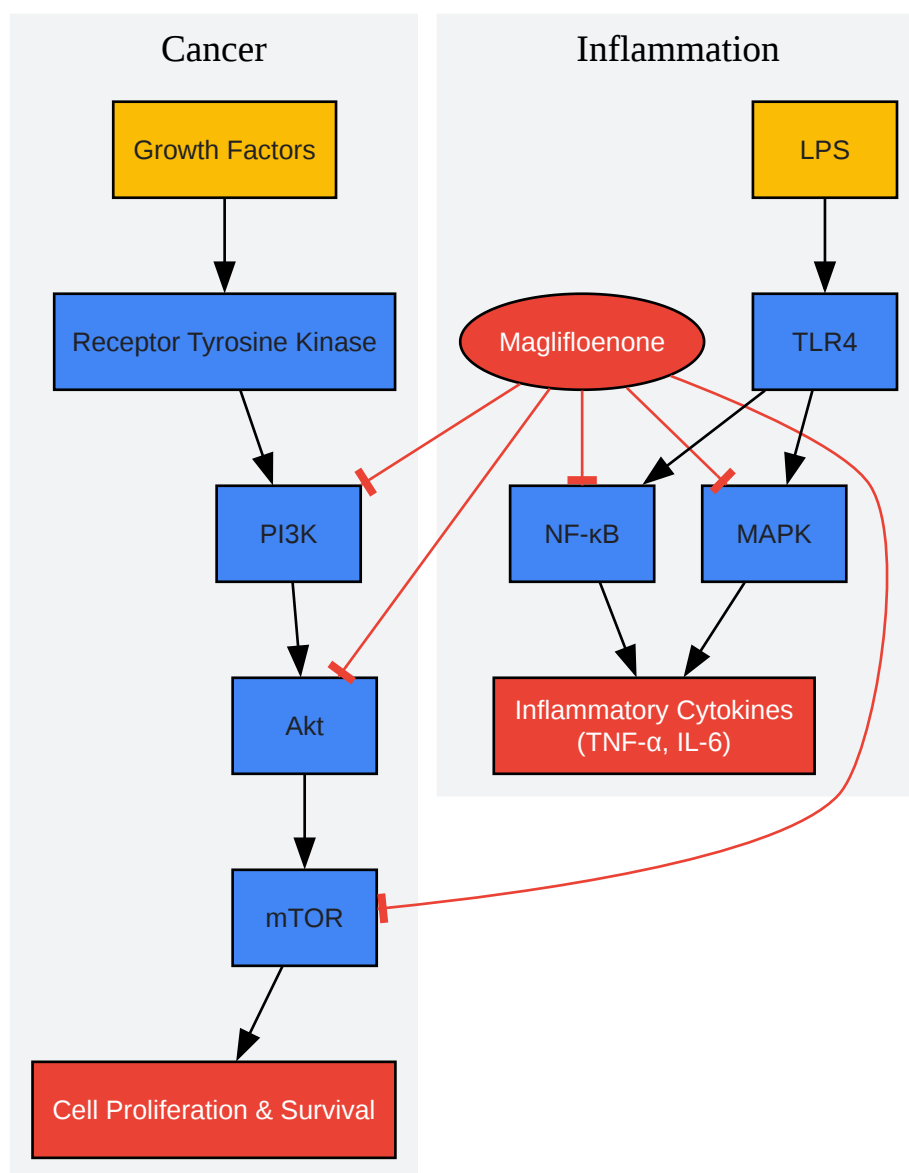 Cancer
Growth Factors
Receptor Tyrosine Kinase
PI3K
Akt
mTOR
Cell Proliferation & Survival
Inflammation
LPS
Maglifloenone
TLR4
NF-κB
MAPK
Inflammatory Cytokines
(TNF-α, IL-6)